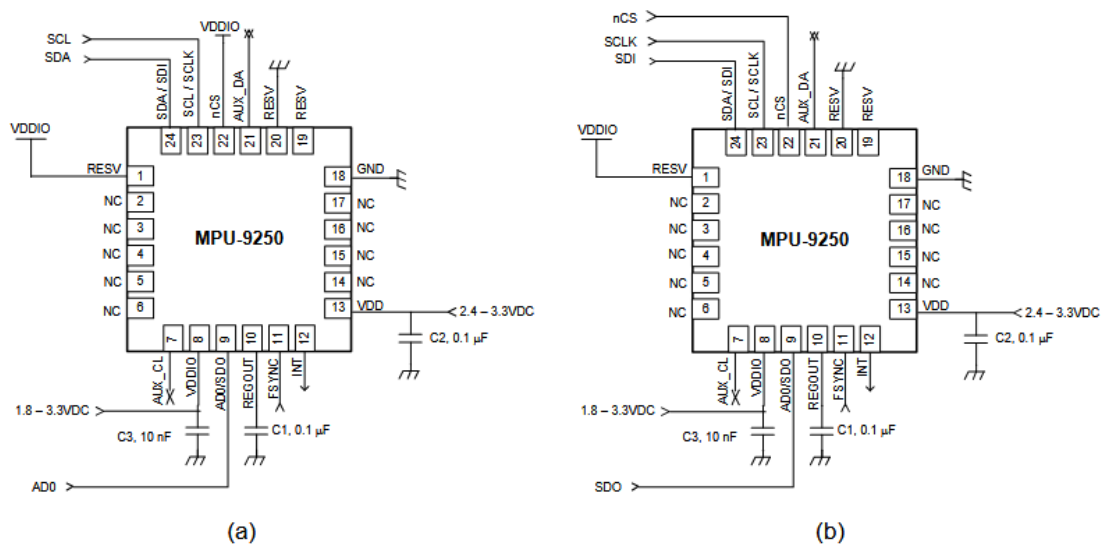 SCL
SDA
VDDIO
SDA / SDI
SCL / SCLK
nCS
AUX_DA
RESV
RESV
24
23
22
21
20
19
VDDIO
RESV
1
NC
2
NC
3
NC
4
NC
5
NC
6
MPU-9250
18
GND
17
NC
16
NC
15
NC
14
NC
13
VDD
2.4 – 3.3VDC
C2, 0.1 µF
7
8
9
10
11
12
AUX_CL
VDDIO
AD0/SDO
REGOUT
FSYNC
INT
1.8 – 3.3VDC
C3, 10 nF
C1, 0.1 µF
AD0
(a)
nCS
SCLK
SDI
SDA / SDI
SCL / SCLK
nCS
AUX_DA
RESV
RESV
24
23
22
21
20
19
VDDIO
RESV
1
NC
2
NC
3
NC
4
NC
5
NC
6
MPU-9250
18
GND
17
NC
16
NC
15
NC
14
NC
13
VDD
2.4 – 3.3VDC
C2, 0.1 µF
7
8
9
10
11
12
AUX_CL
VDDIO
AD0/SDO
REGOUT
FSYNC
INT
1.8 – 3.3VDC
C3, 10 nF
C1, 0.1 µF
SDO
(b)